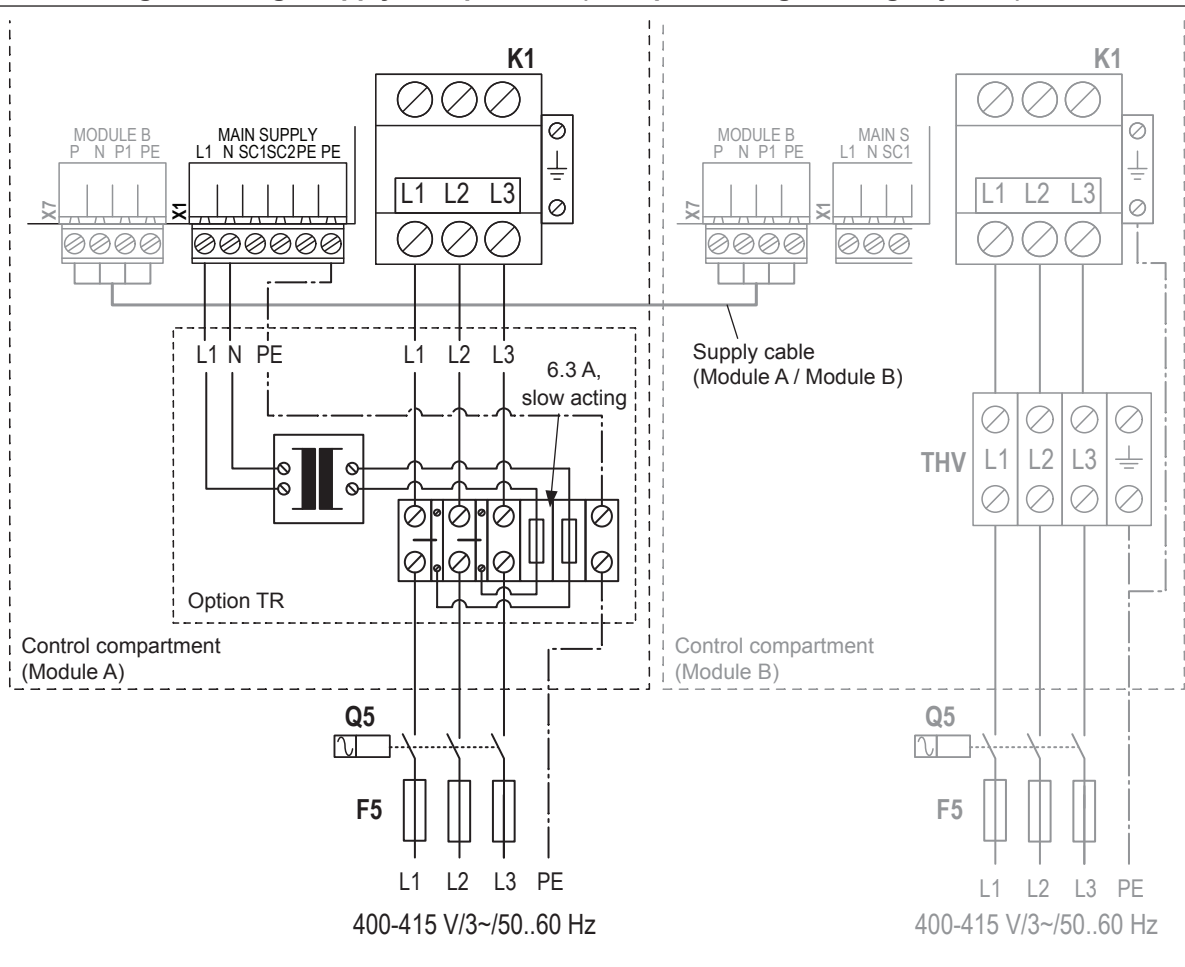 K1
K1
MODULE B
P N P1 PE
MAIN SUPPLY
L1 N SC1SC2PE PE
MODULE B
P N P1 PE
MAIN S
L1 N SC1
X7
X1
L1 L2 L3
X7
X1
L1 L2 L3
L1 N PE
L1 L2 L3
6.3 A,
slow acting
Supply cable
(Module A / Module B)
THV
L1 L2 L3
Option TR
Control compartment
(Module A)
Control compartment
(Module B)
Q5
Q5
F5
F5
L1 L2 L3 PE
L1 L2 L3 PE
400-415 V/3~/50..60 Hz
400-415 V/3~/50..60 Hz